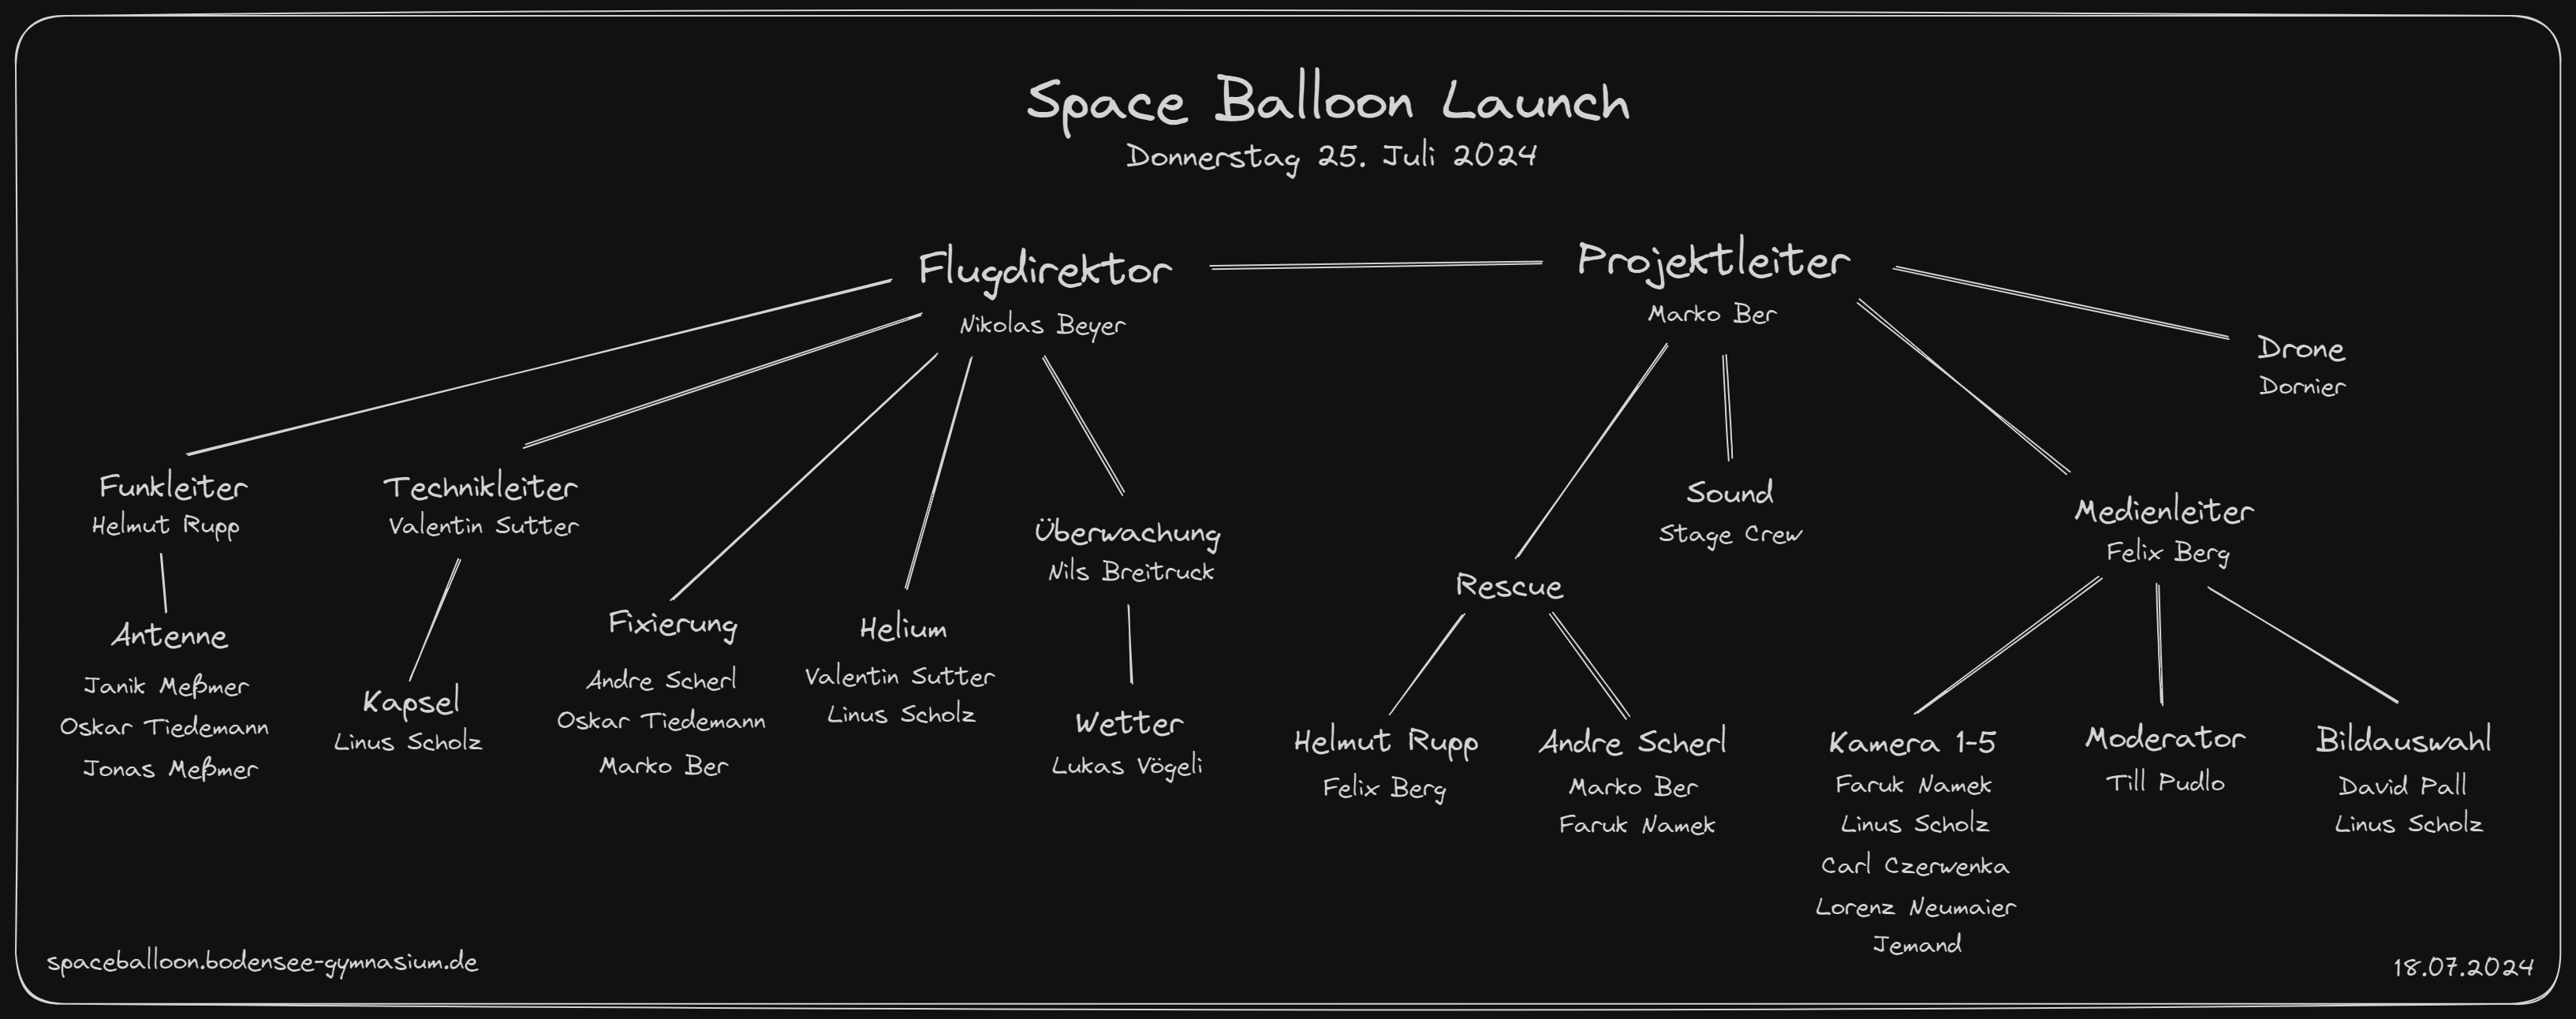 Space Balloon Launch
Donnerstag 25. Juli 2024
Flugdirektor
Nikolas Beyer
Projektleiter
Marko Ber
Drone
Dornier
Funkleiter
Helmut Rupp
Antenne
Janik Meßmer
Oskar Tiedemann
Jonas Meßmer
Technikleiter
Valentin Sutter
Kapsel
Linus Scholz
Fixierung
Andre Scherl
Oskar Tiedemann
Marko Ber
Helium
Valentin Sutter
Linus Scholz
Überwachung
Nils Breitruck
Wetter
Lukas Vögeli
Rescue
Helmut Rupp
Felix Berg
Andre Scherl
Marko Ber
Faruk Namek
Sound
Stage Crew
Medienleiter
Felix Berg
Kamera 1-5
Faruk Namek
Linus Scholz
Carl Czerwenka
Lorenz Neumaier
Jemand
Moderator
Till Pudlo
Bildauswahl
David Pall
Linus Scholz
spaceballoon.bodensee-gymnasium.de
18.07.2024